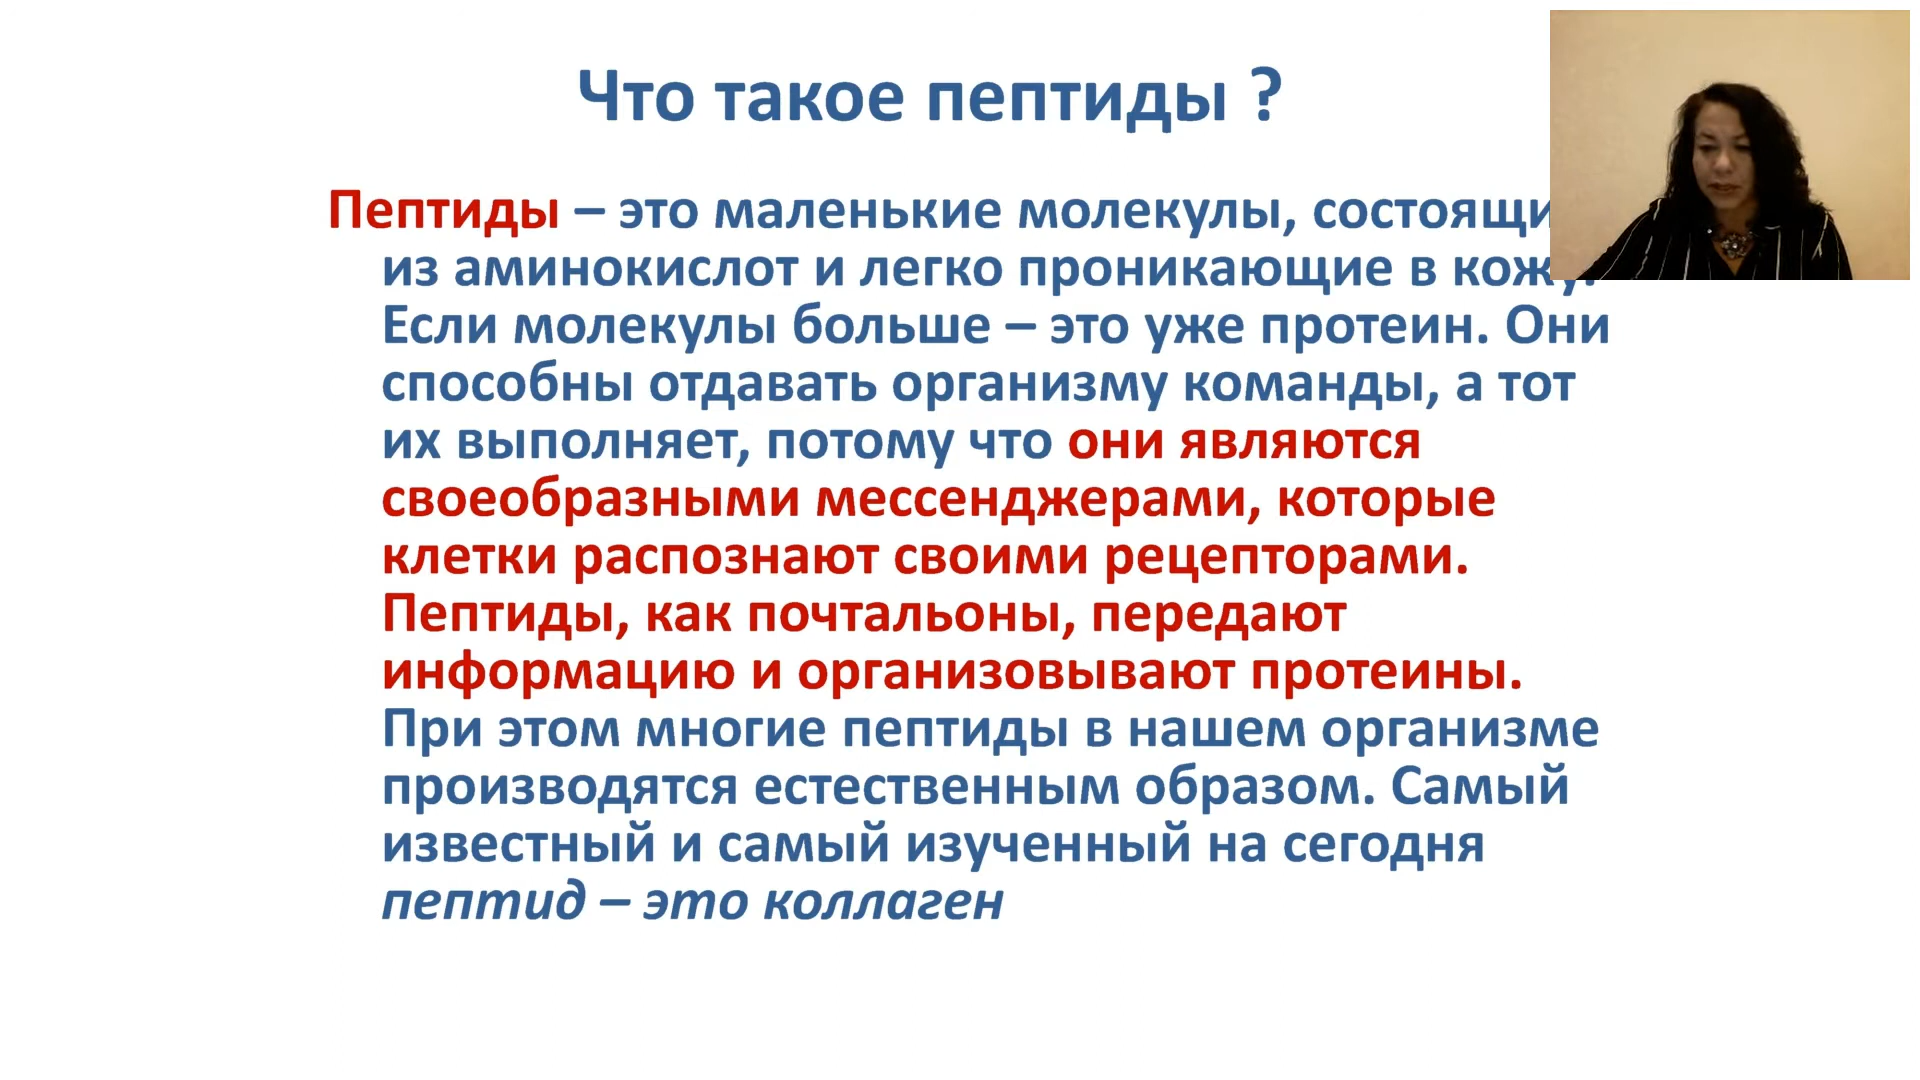 Что такое пептиды ?
Пептиды – это маленькие молекулы, состоящи
из аминокислот и легко проникающие в кожу.
Если молекулы больше – это уже протеин. Они
способны отдавать организму команды, а тот
их выполняет, потому что они являются
своеобразными мессенджерами, которые
клетки распознают своими рецепторами.
Пептиды, как почтальоны, передают
информацию и организовывают протеины.
При этом многие пептиды в нашем организме
производятся естественным образом. Самый
известный и самый изученный на сегодня
пептид – это коллаген